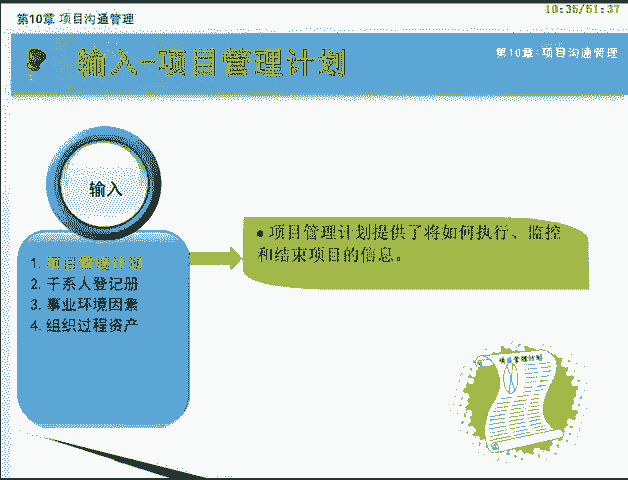 第10章 项目沟通管理
10:35/51:37
输入-项目管理计划
第10章 项目沟通管理
输入
1. 项目管理计划
2. 干系人登记册
3. 事业环境因素
4. 组织过程资产
● 项目管理计划提供了将如何执行、监控
和结束项目的信息。
项目管理计划